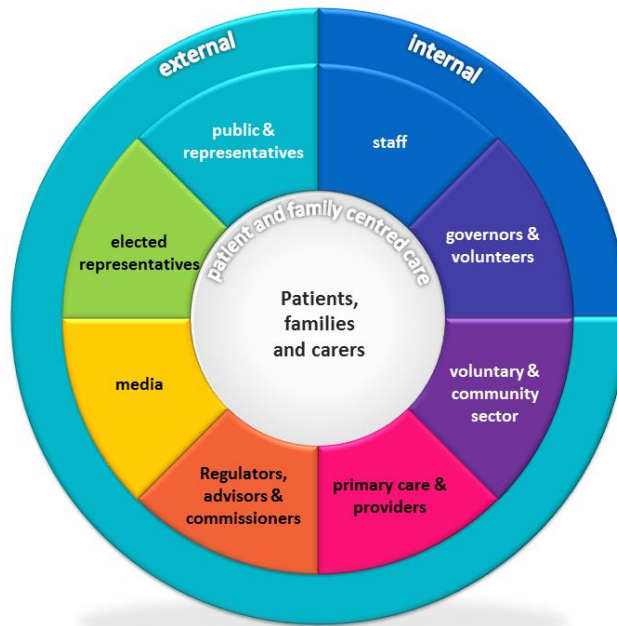 external
internal
public &
representatives
staff
elected
representatives
governors &
volunteers
patient and family centred care
Patients,
families
and carers
media
voluntary &
community
sector
Regulators,
advisors &
commissioners
primary care &
providers